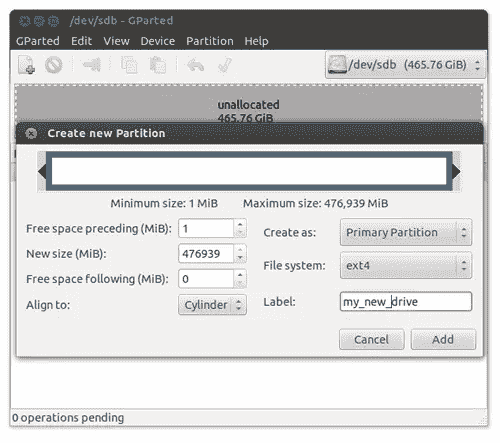 /dev/sdb - GParted
GParted Edit View Device Partition Help
/dev/sdb (465.76 GiB)
unallocated
465.76 GiB
Create new Partition
Minimum size: 1 MiB Maximum size: 476,939 MiB
Free space preceding (MiB): 1
Create as: Primary Partition
New size (MiB): 476939
File system: ext4
Free space following (MiB): 0
Align to: Cylinder
Label: my_new_drive
Cancel Add
0 operations pending